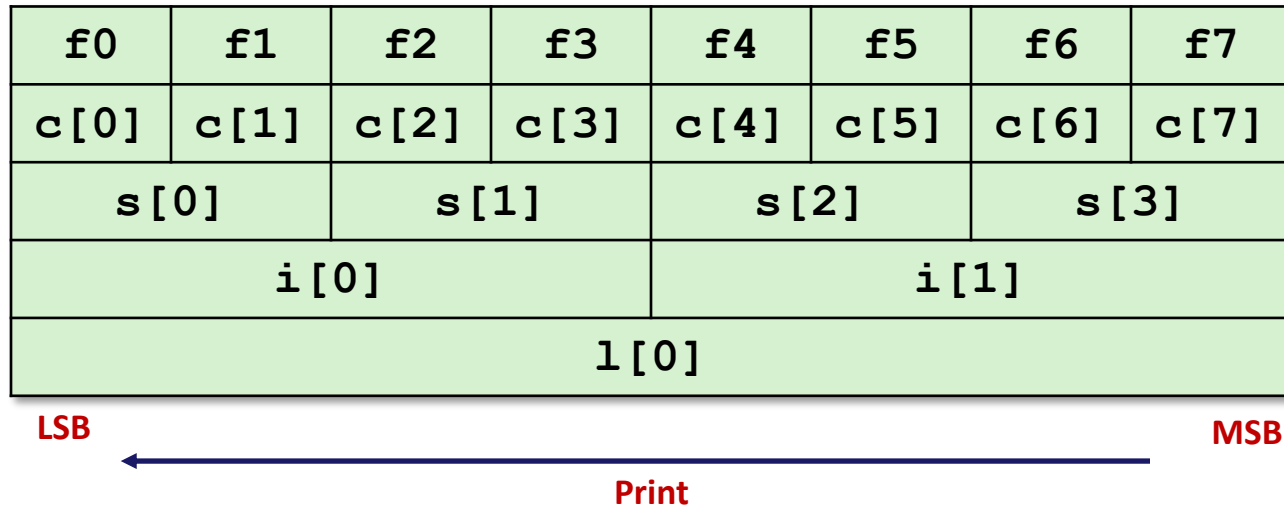 f0 f1 f2 f3 f4 f5 f6 f7
c[0] c[1] c[2] c[3] c[4] c[5] c[6] c[7]
s[0] s[1] s[2] s[3]
i[0] i[1]
l[0]
LSB MSB
Print